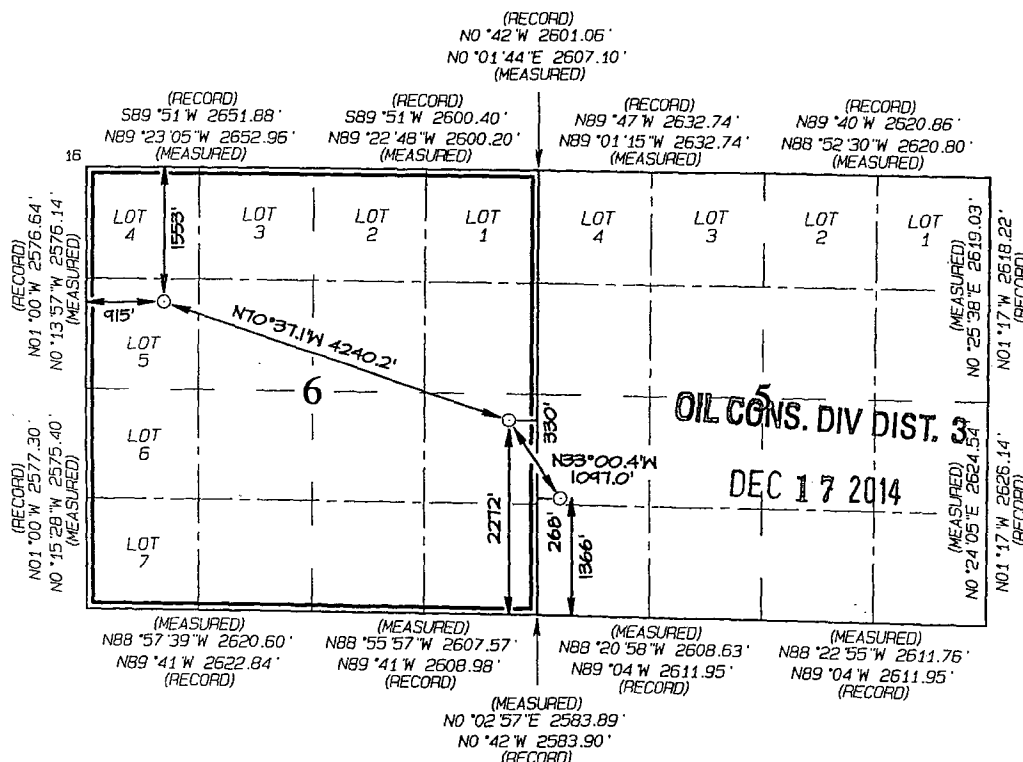 (RECORD)
N0°42'W 2601.06'
N0°01'44"E 2607.10'
(MEASURED)
(RECORD)
S89°51'W 2651.88'
N89°23'05"W 2652.96'
(MEASURED)
(RECORD)
S89°51'W 2600.40'
N89°22'48"W 2600.20'
(MEASURED)
(RECORD)
N89°47'W 2632.74'
N89°01'15"W 2632.74'
(MEASURED)
(RECORD)
N89°40'W 2620.86'
N88°52'30"W 2620.80'
(MEASURED)
16
LOT
4
LOT
3
LOT
2
LOT
1
LOT
4
LOT
3
LOT
2
LOT
1
1553'
(RECORD)
N01°00'W 2576.64'
N0°13'57"W 2576.14'
(MEASURED)
(MEASURED)
N0°25'38"E 2619.03'
N01°17'W 2618.22'
(RECORD)
915'
N70°37.1'W 4240.2'
LOT
5
6
5
OIL CONS. DIV DIST. 3
330'
N33°00.4'W
1097.0'
DEC 17 2014
LOT
6
(RECORD)
N01°00'W 2577.30'
N0°15'28"W 2575.40'
(MEASURED)
(MEASURED)
N0°24'05"E 2624.54'
N01°17'W 2626.14'
(RECORD)
2272'
268'
1366'
LOT
7
(MEASURED)
N88°57'39"W 2620.60'
N89°41'W 2622.84'
(RECORD)
(MEASURED)
N88°55'57"W 2607.57'
N89°41'W 2608.98'
(RECORD)
(MEASURED)
N88°20'58"W 2608.63'
N89°04'W 2611.95'
(RECORD)
(MEASURED)
N88°22'55"W 2611.76'
N89°04'W 2611.95'
(RECORD)
(MEASURED)
N0°02'57"E 2583.89'
N0°42'W 2583.90'
(RECORD)